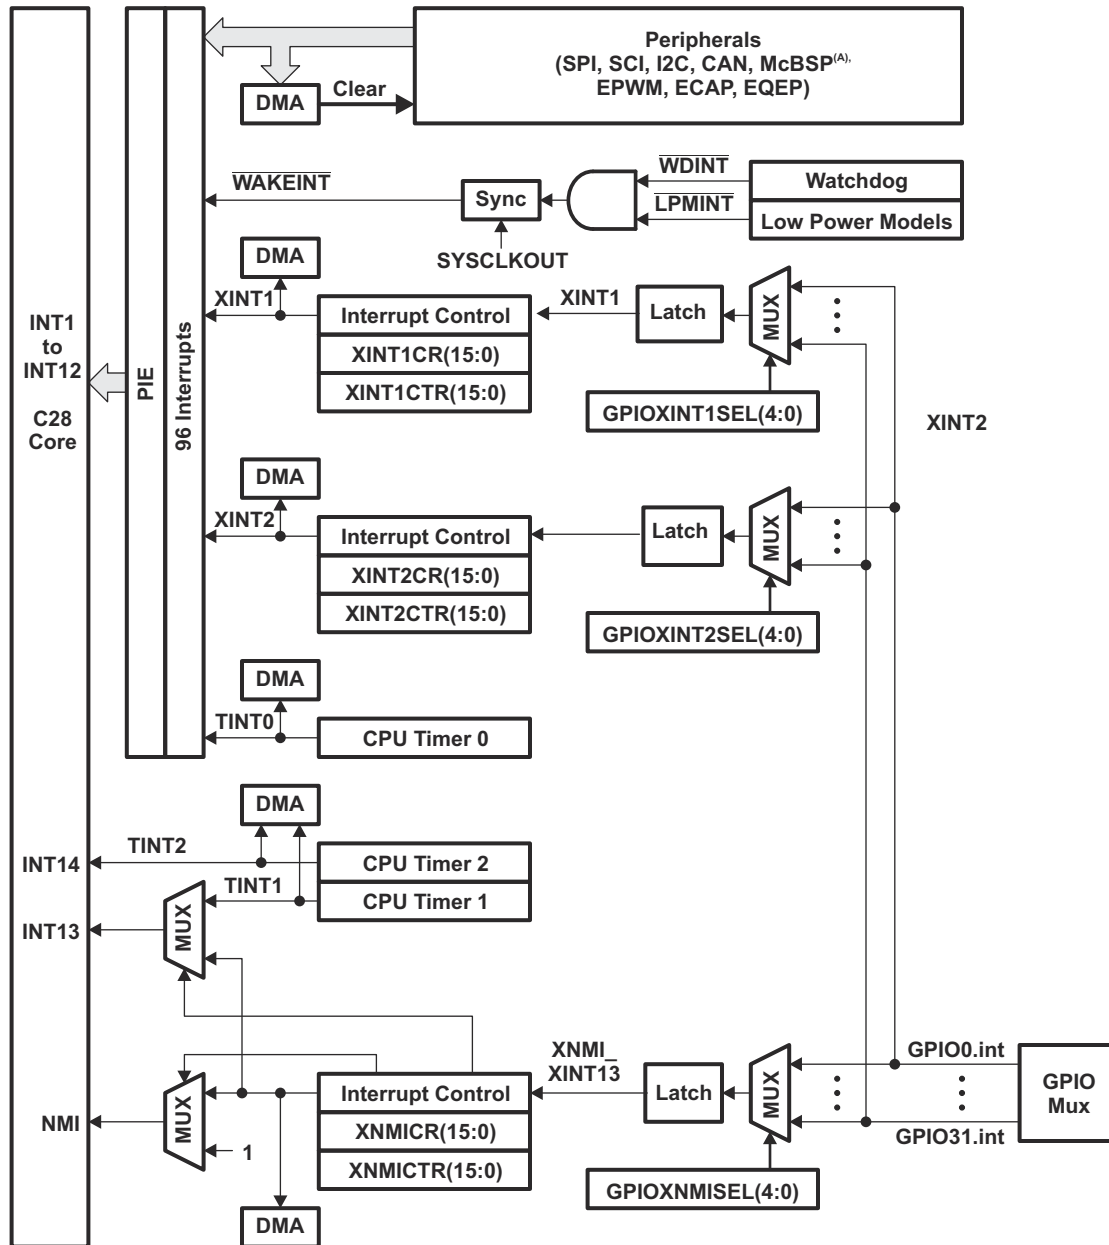 Peripherals
(SPI, SCI, I2C, CAN, McBSP(A),
EPWM, ECAP, EQEP)
DMA
Clear
WDINT
Watchdog
WAKEINT
Sync
LPMINT
Low Power Models
SYSCLKOUT
DMA
XINT1
Interrupt Control
XINT1
Latch
MUX
XINT1CR(15:0)
XINT1CTR(15:0)
GPIOXINT1SEL(4:0)
INT1
to
INT12
C28
Core
PIE
96 Interrupts
XINT2
DMA
XINT2
Interrupt Control
Latch
MUX
XINT2CR(15:0)
XINT2CTR(15:0)
GPIOXINT2SEL(4:0)
DMA
TINT0
CPU Timer 0
DMA
INT14
TINT2
CPU Timer 2
TINT1
CPU Timer 1
INT13
MUX
XNMI_
XINT13
GPIO0.int
Interrupt Control
Latch
MUX
GPIO
Mux
NMI
MUX
XNMICR(15:0)
GPIO31.int
1
XNMICTR(15:0)
GPIOXNMISEL(4:0)
DMA